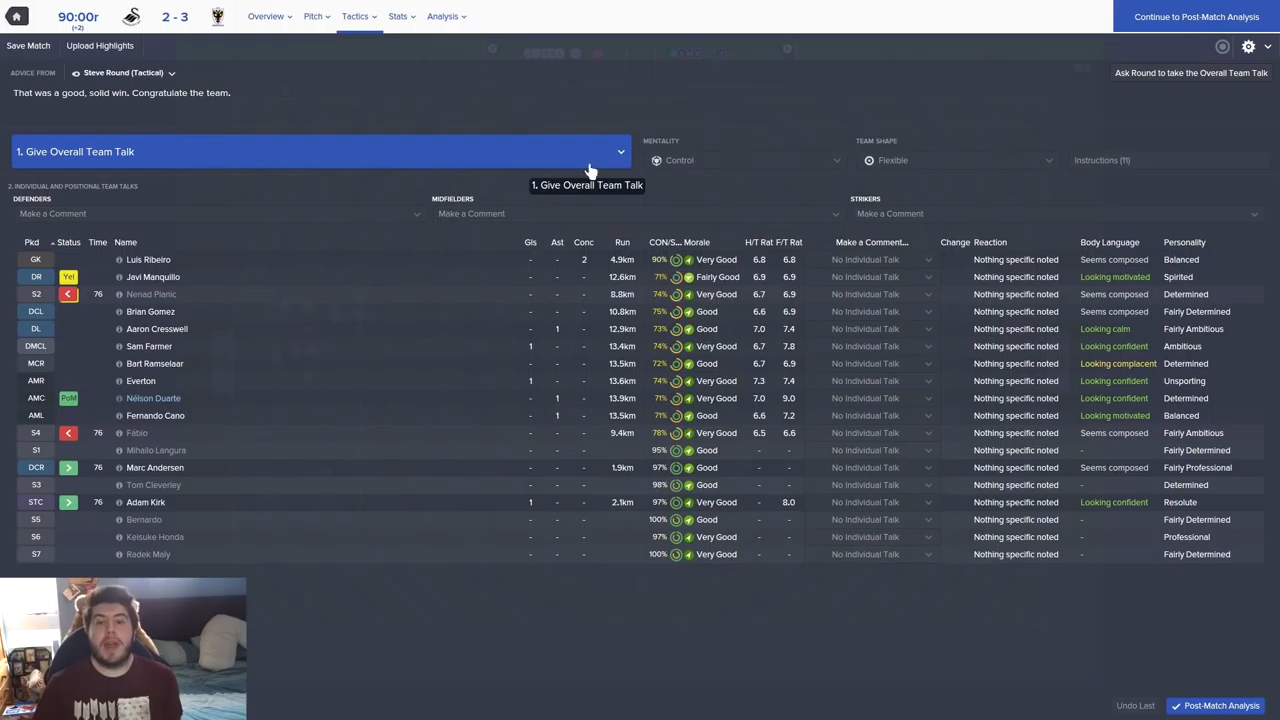 90:00r
(+2)
2 - 3
Overview Pitch Tactics Stats Analysis
Continue to Post-Match Analysis
Save Match Upload Highlights
ADVICE FROM Steve Round (Tactical)
Ask Round to take the Overall Team Talk
That was a good, solid win. Congratulate the team.
1. Give Overall Team Talk
MENTALITY
Control
TEAM SHAPE
Flexible
Instructions (11)
1. Give Overall Team Talk
2. INDIVIDUAL AND POSITIONAL TEAM TALKS
DEFENDERS MIDFIELDERS STRIKERS
Make a Comment Make a Comment Make a Comment
Pkd Status Time Name Gls Ast Conc Run CON/S... Morale H/T Rat F/T Rat Make a Comment... Change Reaction Body Language Personality
GK Luis Ribeiro - - 2 4.9km 90% Very Good 6.8 6.8 No Individual Talk Nothing specific noted Seems composed Balanced
DR Yel Javi Manquillo - - - 12.6km 71% Fairly Good 6.9 6.9 No Individual Talk Nothing specific noted Looking motivated Spirited
S2 76 Nenad Planic - - - 8.8km 74% Very Good 6.7 6.9 No Individual Talk Nothing specific noted Seems composed Determined
DCL Brian Gomez - - - 10.8km 75% Good 6.6 6.9 No Individual Talk Nothing specific noted Seems composed Fairly Determined
DL Aaron Cresswell - 1 - 12.9km 73% Good 7.0 7.4 No Individual Talk Nothing specific noted Looking calm Fairly Ambitious
DMCL Sam Farmer 1 - - 13.4km 74% Very Good 6.7 7.8 No Individual Talk Nothing specific noted Looking confident Ambitious
MCR Bart Ramselaar - - - 13.5km 72% Good 6.7 6.9 No Individual Talk Nothing specific noted Looking complacent Determined
AMR Everton 1 - - 13.6km 74% Very Good 7.3 7.4 No Individual Talk Nothing specific noted Looking confident Unsporting
AMC PoM Nélson Duarte - 1 - 13.9km 71% Very Good 7.0 9.0 No Individual Talk Nothing specific noted Looking confident Determined
AML Fernando Cano - 1 - 13.5km 71% Good 6.6 7.2 No Individual Talk Nothing specific noted Looking motivated Balanced
S4 76 Fábio - - - 9.4km 78% Very Good 6.5 6.6 No Individual Talk Nothing specific noted Seems composed Fairly Ambitious
S1 Mihailo Langura - - - 95% Good - - No Individual Talk Nothing specific noted - Fairly Determined
DCR 76 Marc Andersen - - - 1.9km 97% Good - - No Individual Talk Nothing specific noted Seems composed Fairly Professional
S3 Tom Cleverley - - - 98% Good - - No Individual Talk Nothing specific noted - Determined
STC 76 Adam Kirk 1 - - 2.1km 97% Very Good - 8.0 No Individual Talk Nothing specific noted Looking confident Resolute
S5 Bernardo - - - 100% Good - - No Individual Talk Nothing specific noted - Fairly Determined
S6 Keisuke Honda - - - 97% Very Good - - No Individual Talk Nothing specific noted - Professional
S7 Radek Maly - - - 100% Very Good - - No Individual Talk Nothing specific noted - Fairly Determined
Undo Last Post-Match Analysis